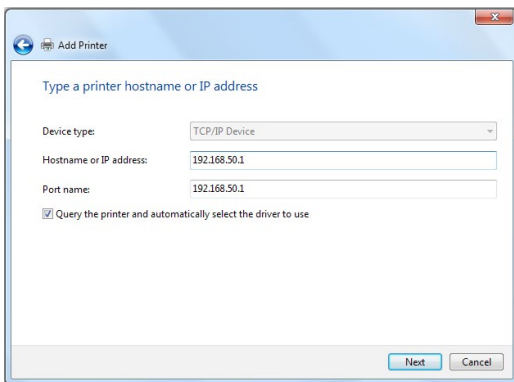 Add Printer
Type a printer hostname or IP address
Device type: TCP/IP Device
Hostname or IP address: 192.168.50.1
Port name: 192.168.50.1
Query the printer and automatically select the driver to use
Next Cancel